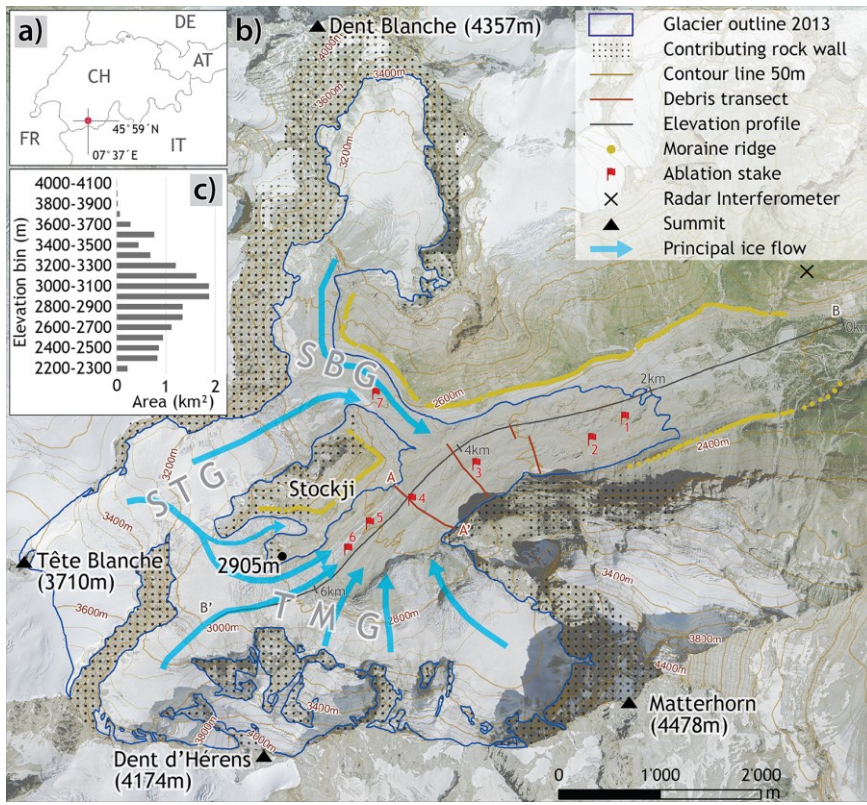 a)
DE
CH
AT
FR
IT
45°59´N
07°37´E
b)
Dent Blanche (4357m)
Glacier outline 2013
Contributing rock wall
Contour line 50m
Debris transect
Elevation profile
Moraine ridge
Ablation stake
Radar Interferometer
Summit
Principal ice flow
c)
Elevation bin (m)
4000-4100
3800-3900
3600-3700
3400-3500
3200-3300
3000-3100
2800-2900
2600-2700
2400-2500
2200-2300
0
1
2
Area (km²)
4000m
3600m
3400m
3200m
SBG
7
2600m
B
0km
2km
1
2
2400m
3200m
STG
3400m
Stockji
4km
3
A
4
A'
5
6
2905m
Tête Blanche
(3710m)
3600m
B'
6km
3000m
TMG
2800m
3400m
3800m
4400m
Matterhorn
(4478m)
3400m
3800m
4000m
Dent d'Hérens
(4174m)
0
1'000
2'000
m